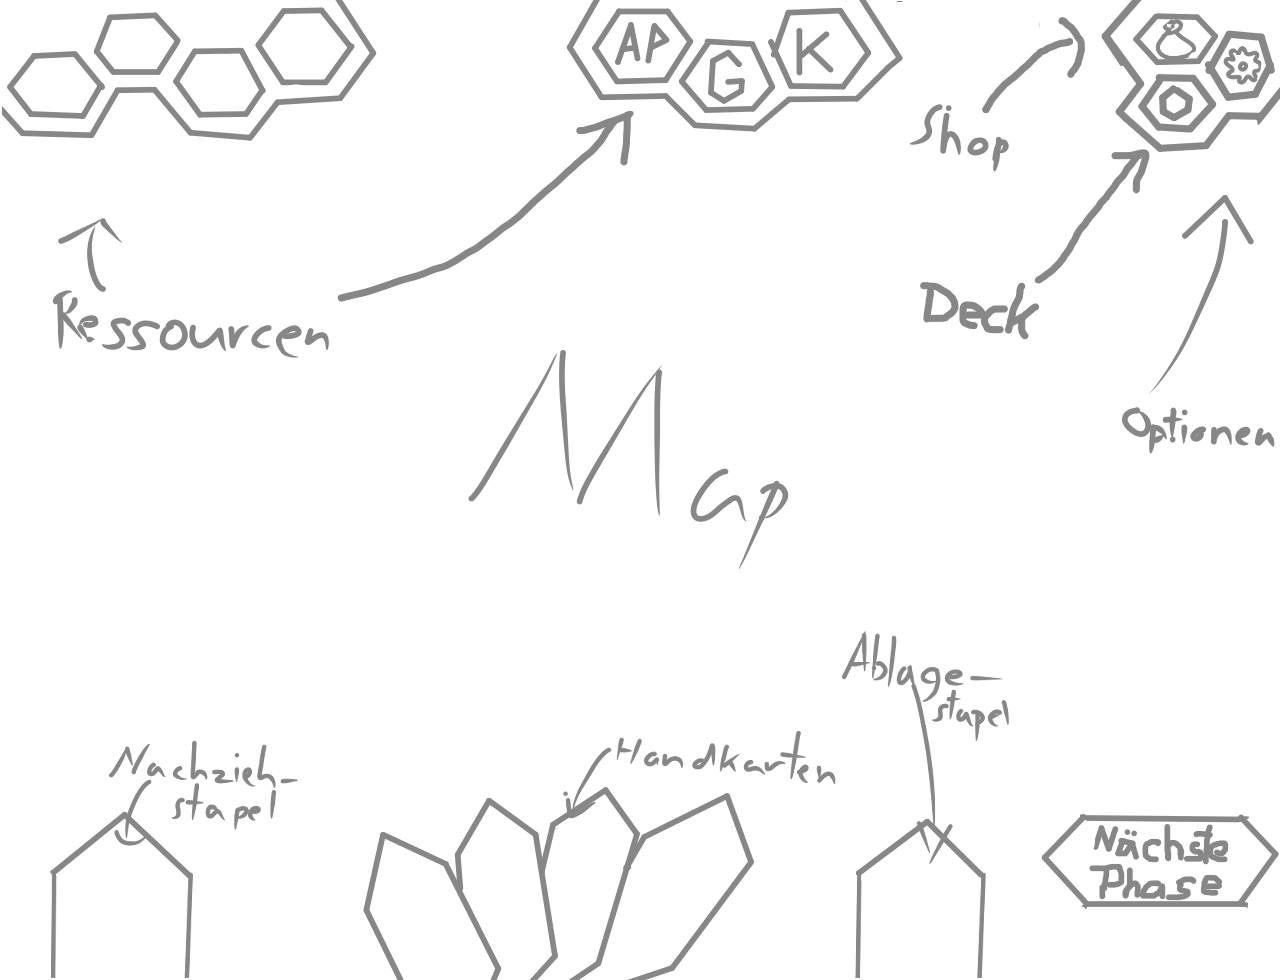 AP G K
Shop
Deck
Ressourcen
Optionen
Map
Ablage-
stapel
Handkarten
Nachzieh-
stapel
Nächste
Phase